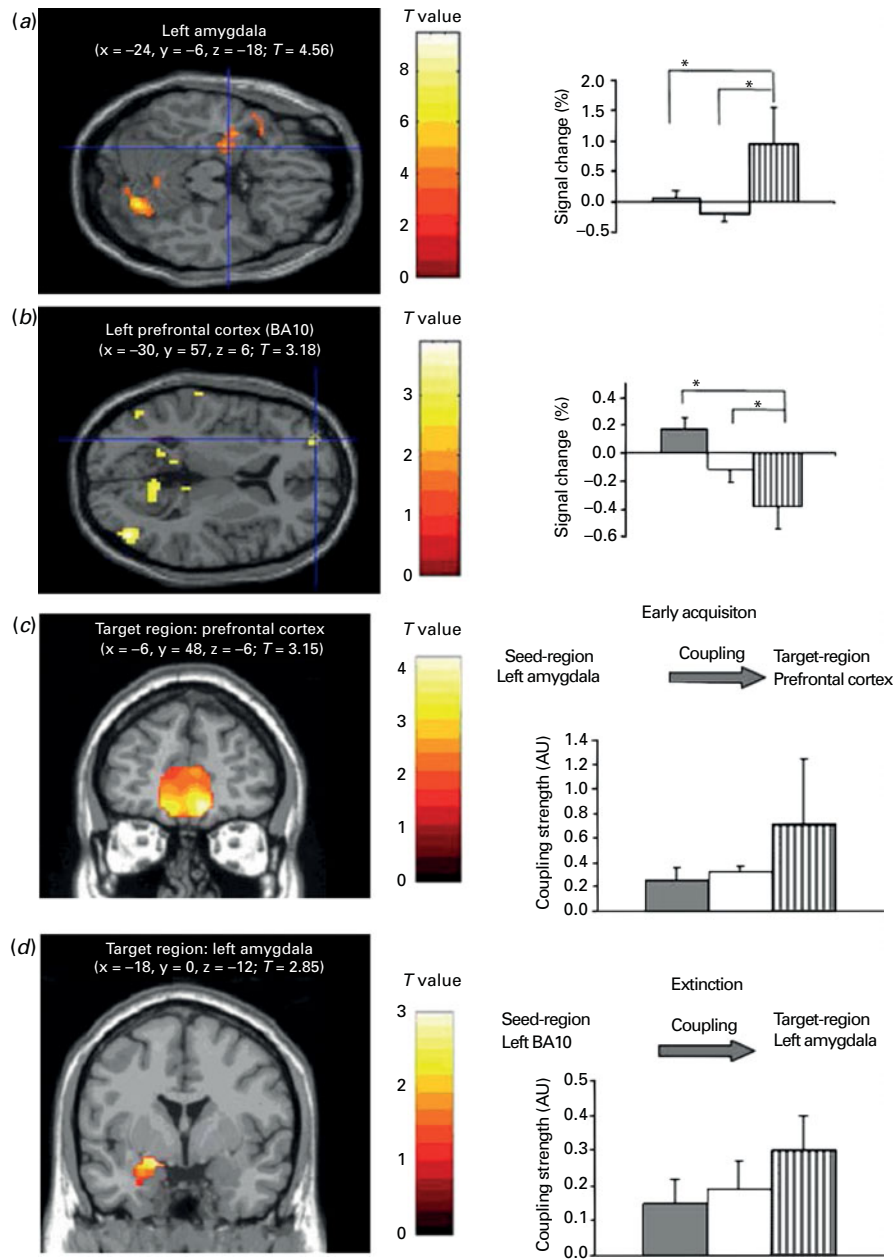 (a)
Left amygdala
(x = –24, y = –6, z = –18; T = 4.56)
T value
8
6
4
2
0
Signal change (%)
2.0
1.5
1.0
0.5
0.0
–0.5
*
*
(b)
Left prefrontal cortex (BA10)
(x = –30, y = 57, z = 6; T = 3.18)
T value
3
2
1
0
Signal change (%)
0.4
0.2
0.0
–0.2
–0.4
–0.6
*
*
(c)
Target region: prefrontal cortex
(x = –6, y = 48, z = –6; T = 3.15)
T value
4
3
2
1
0
Early acquisiton
Seed-region
Left amygdala
Coupling
Target-region
Prefrontal cortex
Coupling strength (AU)
1.4
1.2
1.0
0.8
0.6
0.4
0.2
0.0
(d)
Target region: left amygdala
(x = –18, y = 0, z = –12; T = 2.85)
T value
3
2
1
0
Extinction
Seed-region
Left BA10
Coupling
Target-region
Left amygdala
Coupling strength (AU)
0.5
0.4
0.3
0.2
0.1
0.0